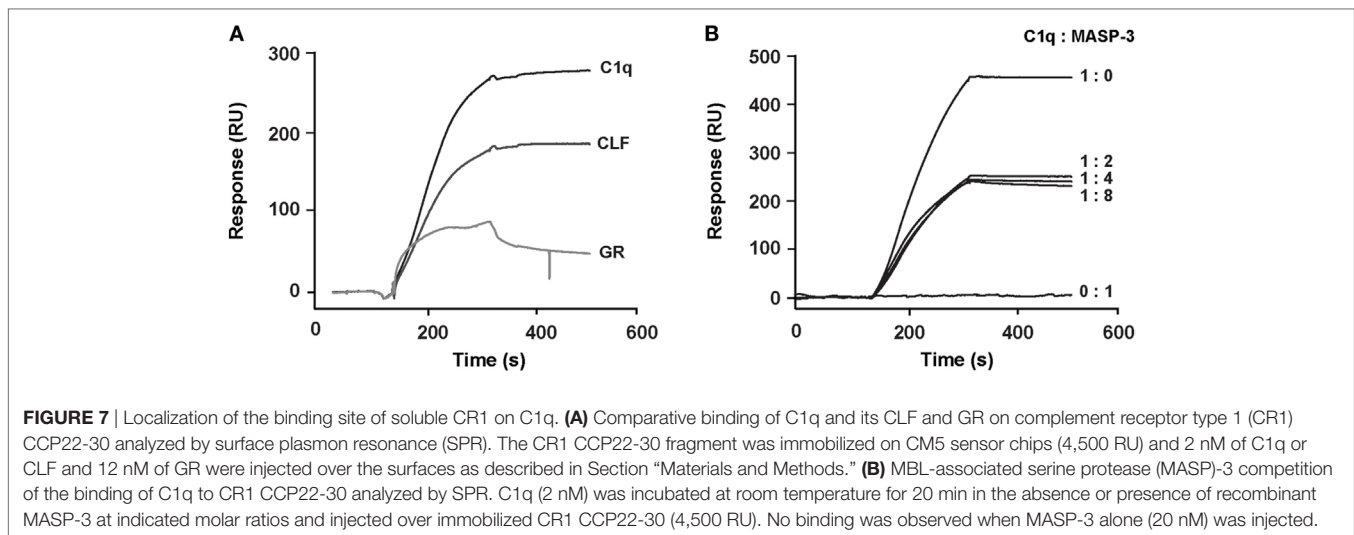 A
300
200
100
0
Response (RU)
C1q
CLF
GR
0
200
400
600
Time (s)
B
C1q : MASP-3
500
400
300
200
100
0
Response (RU)
1 : 0
1 : 2
1 : 4
1 : 8
0 : 1
0
200
400
600
Time (s)
FIGURE 7 | Localization of the binding site of soluble CR1 on C1q. (A) Comparative binding of C1q and its CLF and GR on complement receptor type 1 (CR1)
CCP22-30 analyzed by surface plasmon resonance (SPR). The CR1 CCP22-30 fragment was immobilized on CM5 sensor chips (4,500 RU) and 2 nM of C1q or
CLF and 12 nM of GR were injected over the surfaces as described in Section “Materials and Methods.” (B) MBL-associated serine protease (MASP)-3 competition
of the binding of C1q to CR1 CCP22-30 analyzed by SPR. C1q (2 nM) was incubated at room temperature for 20 min in the absence or presence of recombinant
MASP-3 at indicated molar ratios and injected over immobilized CR1 CCP22-30 (4,500 RU). No binding was observed when MASP-3 alone (20 nM) was injected.